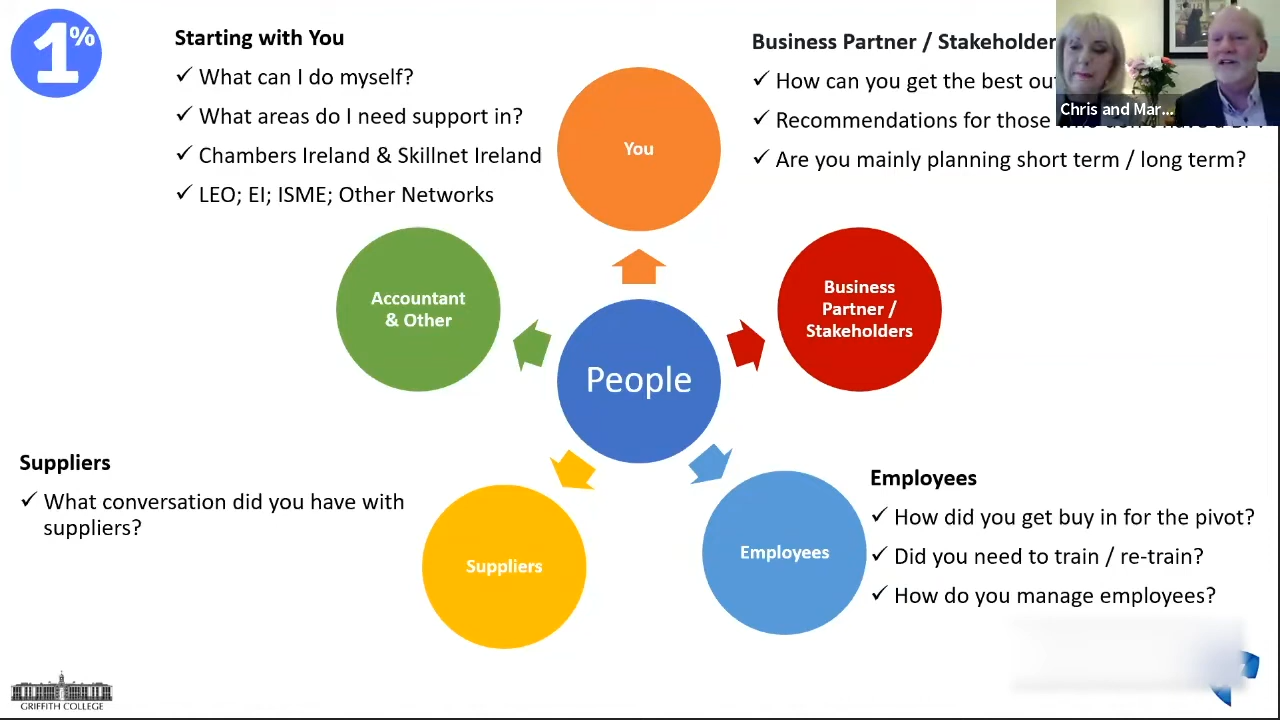 1%
Starting with You
✓ What can I do myself?
✓ What areas do I need support in?
✓ Chambers Ireland & Skillnet Ireland
✓ LEO; EI; ISME; Other Networks
Business Partner / Stakeholder
✓ How can you get the best
✓ Recommendations for those
✓ Are you mainly planning short term / long term?
Chris and Mar...
You
Accountant
& Other
Business
Partner /
Stakeholders
People
Suppliers
✓ What conversation did you have with
suppliers?
Suppliers
Employees
Employees
✓ How did you get buy in for the pivot?
✓ Did you need to train / re-train?
✓ How do you manage employees?
GRIFFITH COLLEGE